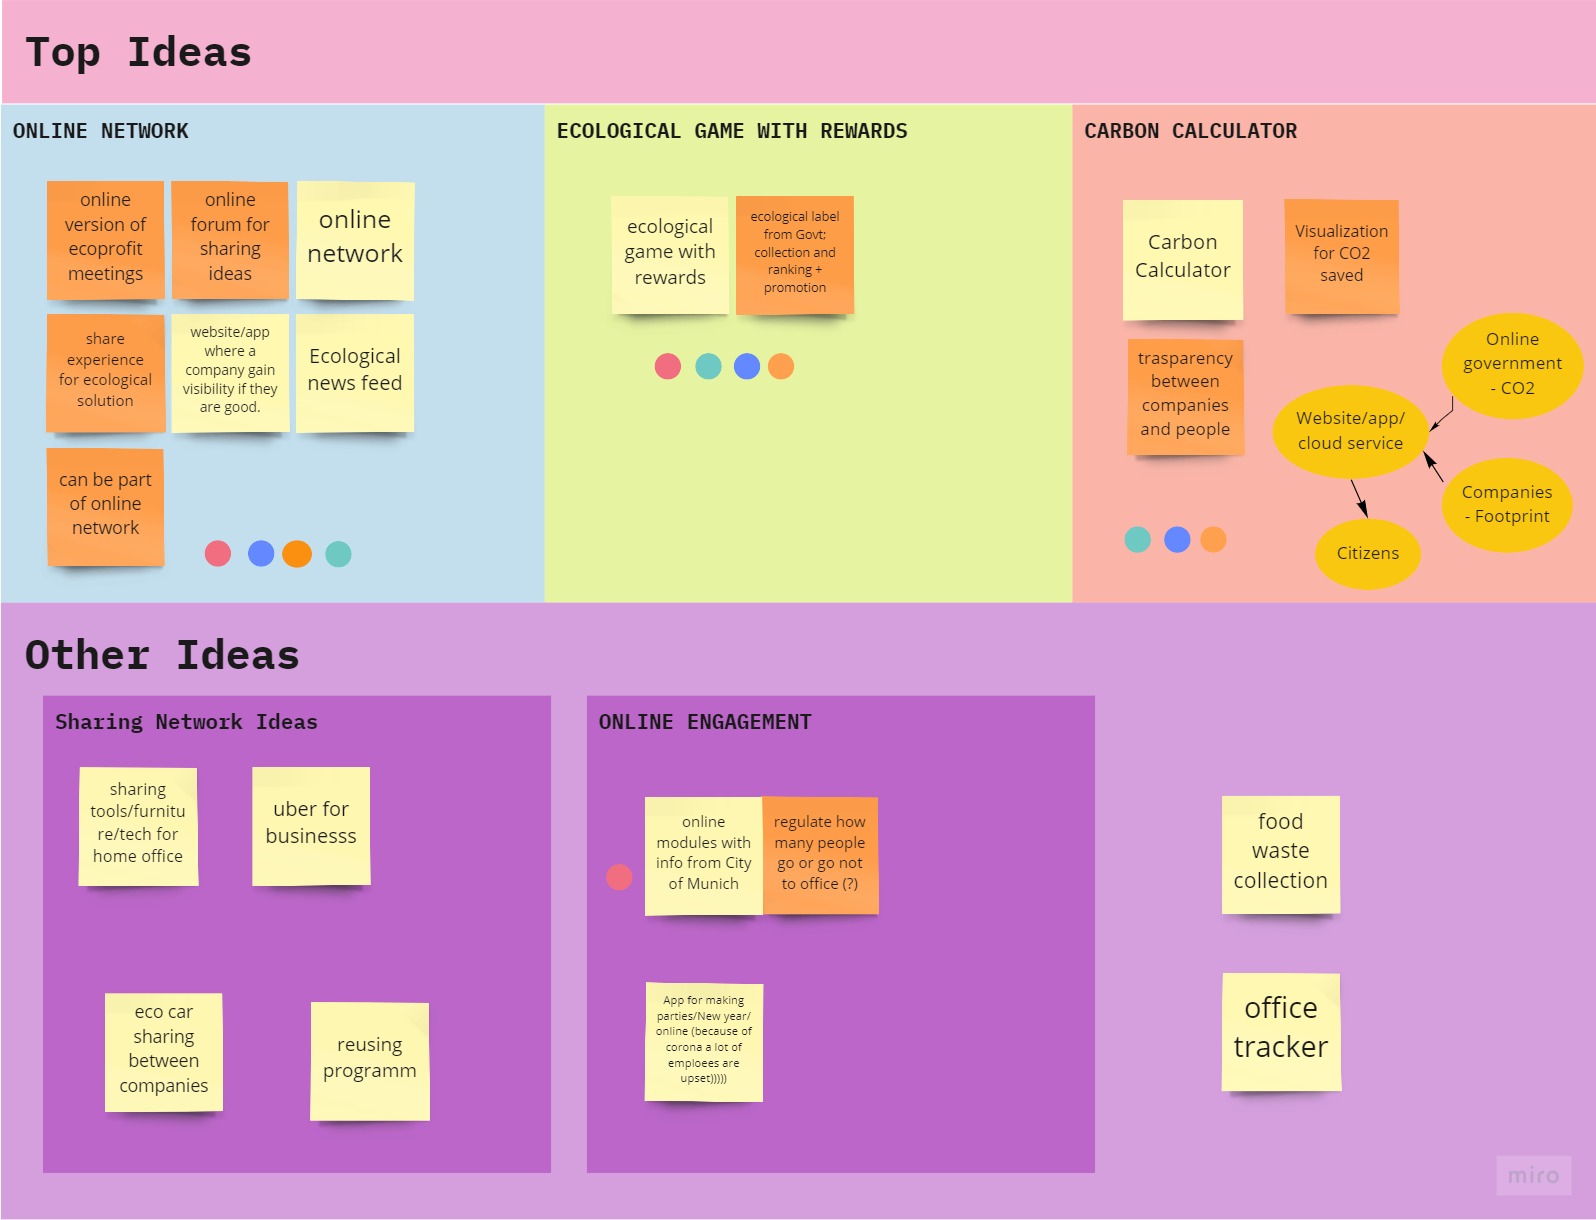 Top Ideas
ONLINE NETWORK
online
version of
ecoprofit
meetings
online
forum for
sharing
ideas
online
network
share
experience
for ecological
solution
website/app
where a
company gain
visibility if they
are good.
Ecological
news feed
can be part
of online
network
ECOLOGICAL GAME WITH REWARDS
ecological
game with
rewards
ecological label
from Govt;
collection and
ranking +
promotion
CARBON CALCULATOR
Carbon
Calculator
Visualization
for CO2
saved
trasparency
between
companies
and people
Online
government
- CO2
Website/app/
cloud service
Companies
- Footprint
Citizens
Other Ideas
Sharing Network Ideas
sharing
tools/furnitu
re/tech for
home office
uber for
businesss
eco car
sharing
between
companies
reusing
programm
ONLINE ENGAGEMENT
online
modules with
info from City
of Munich
regulate how
many people
go or go not
to office (?)
App for making
parties/New year/
online (because of
corona a lot of
emploees are
upset)))))
food
waste
collection
office
tracker
miro